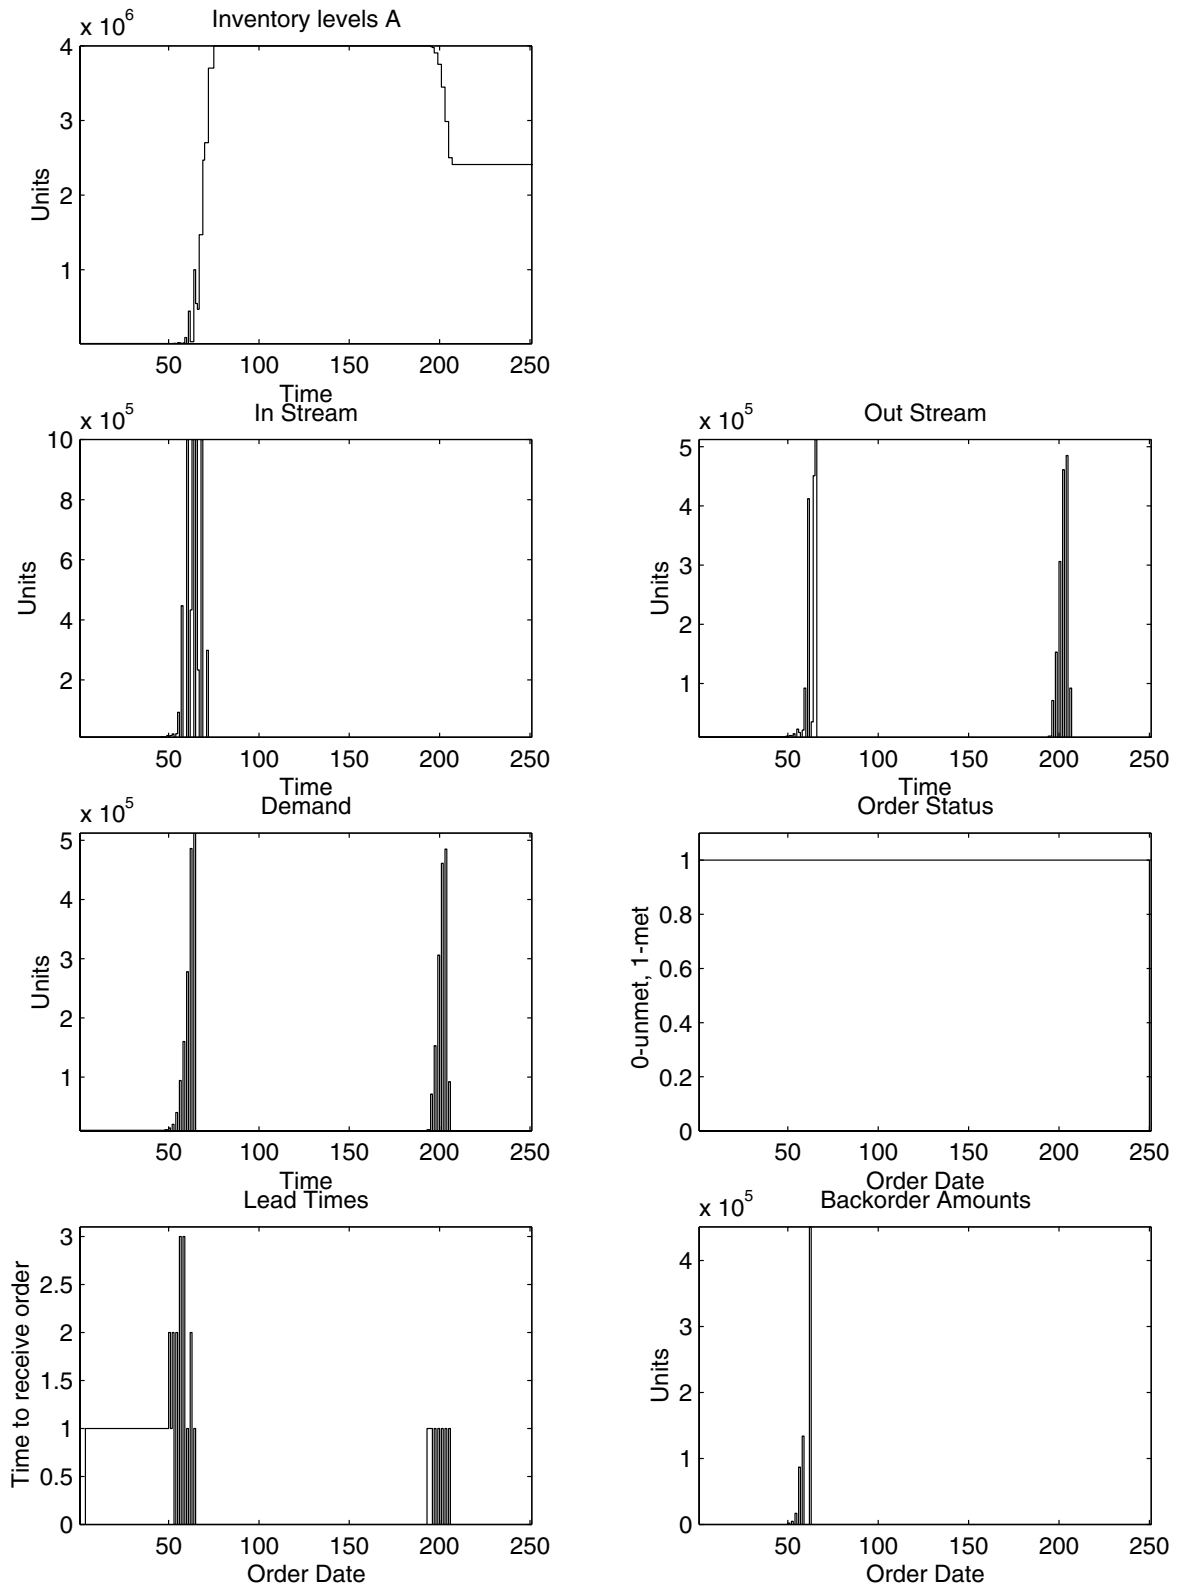 Inventory levels A
x 10^6
4
3
2
1
Units
50 100 150 200 250
Time
In Stream
x 10^5
10
8
6
4
2
Units
50 100 150 200 250
Time
Out Stream
x 10^5
5
4
3
2
1
Units
50 100 150 200 250
Time
Demand
x 10^5
5
4
3
2
1
Units
50 100 150 200 250
Time
Order Status
1
0.8
0.6
0.4
0.2
0
0-unmet, 1-met
50 100 150 200 250
Order Date
Lead Times
3
2.5
2
1.5
1
0.5
0
Time to receive order
50 100 150 200 250
Order Date
Backorder Amounts
x 10^5
4
3
2
1
0
Units
50 100 150 200 250
Order Date